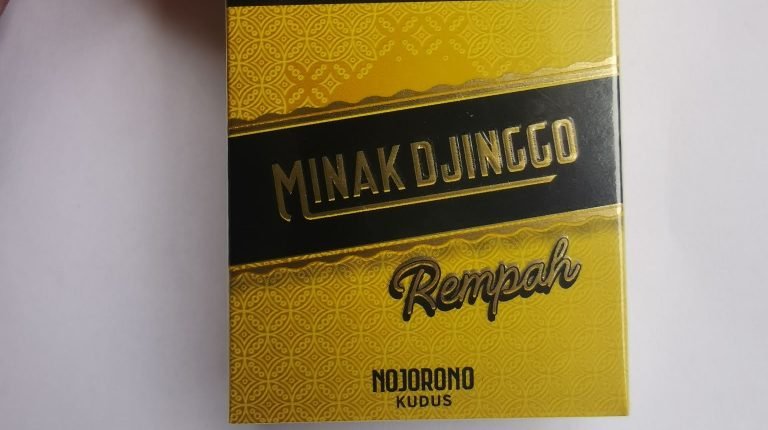 MINAK DJINGGO
Rempah
NOJORONO
KUDUS